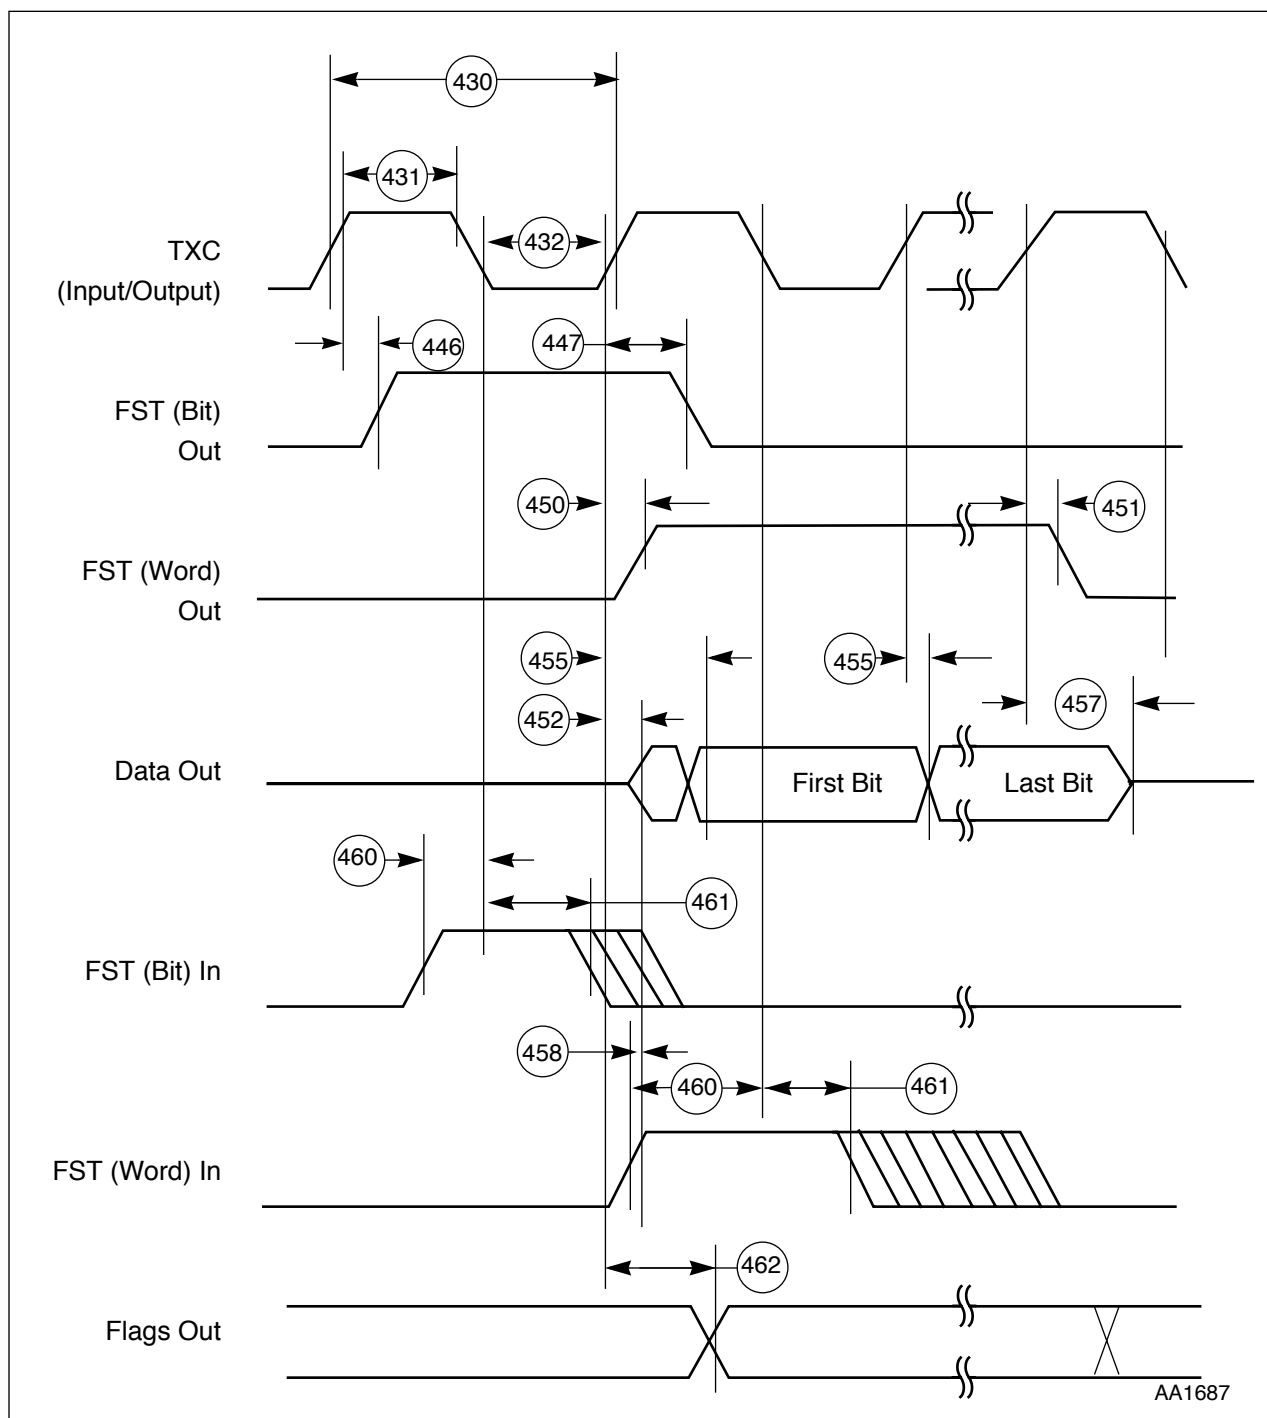 430
431
432
TXC
(Input/Output)
446
447
FST (Bit)
Out
450
451
FST (Word)
Out
455
455
452
457
Data Out
First Bit
Last Bit
460
461
FST (Bit) In
458
460
461
FST (Word) In
462
Flags Out
AA1687